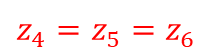 z₄ = z₅ = z₆